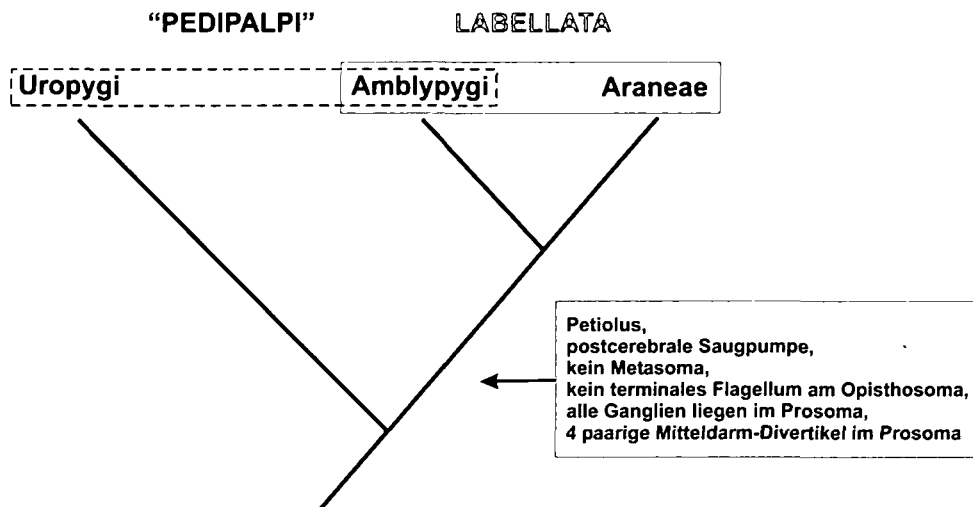 "PEDIPALPI" LABELLATA
Uropygi Amblypygi Araneae
Petiolus,
postcerebrale Saugpumpe,
kein Metasoma,
kein terminales Flagellum am Opisthosoma,
alle Ganglien liegen im Prosoma,
4 paarige Mitteldarm-Divertikel im Prosoma